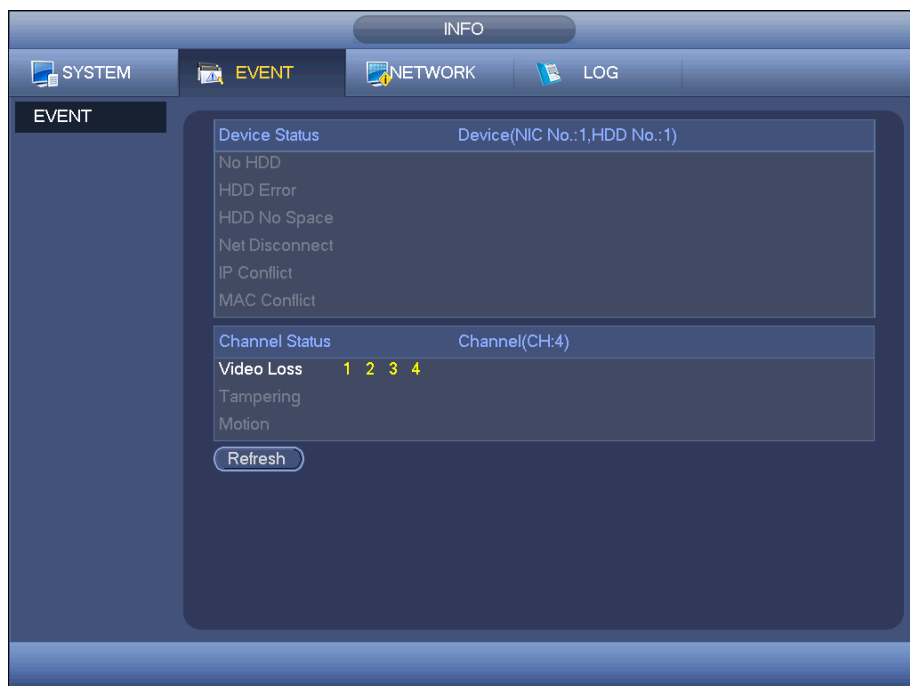 INFO
SYSTEM EVENT NETWORK LOG
EVENT
Device Status Device(NIC No.:1,HDD No.:1)
No HDD
HDD Error
HDD No Space
Net Disconnect
IP Conflict
MAC Conflict
Channel Status Channel(CH:4)
Video Loss 1 2 3 4
Tampering
Motion
Refresh